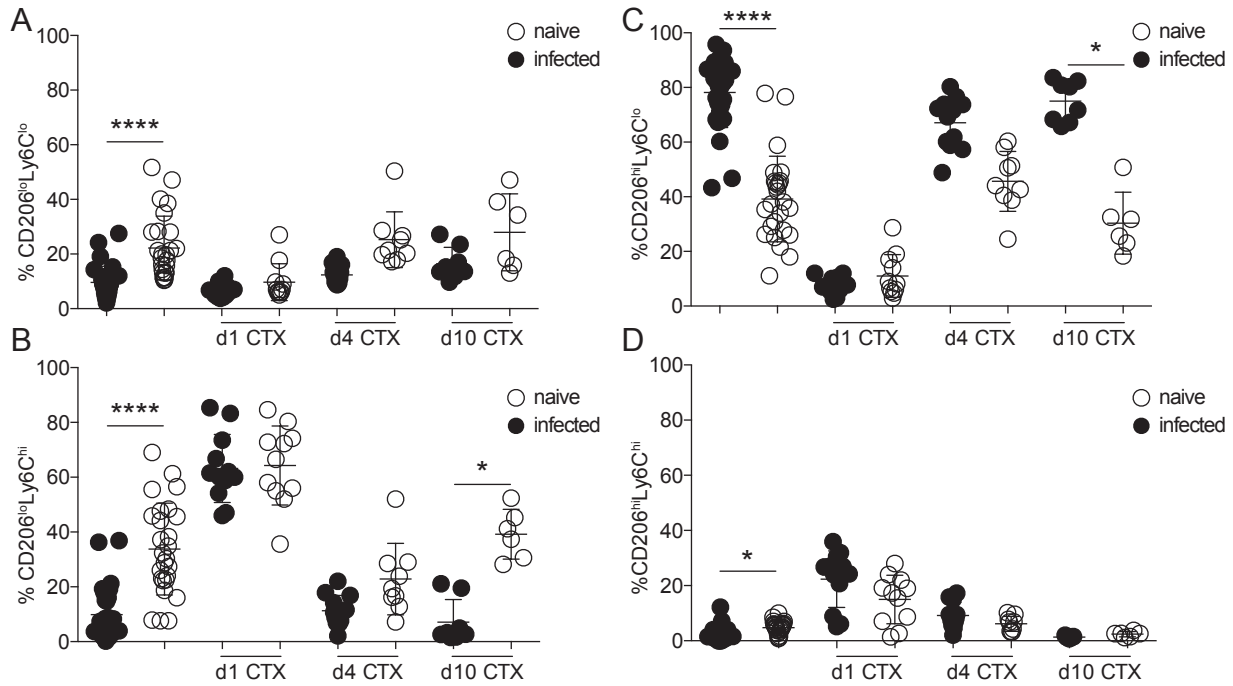 A
% CD206loLy6Clo
100
80
60
40
20
0
****
naive
infected
d1 CTX
d4 CTX
d10 CTX
B
% CD206loLy6Chi
100
80
60
40
20
0
****
*
naive
infected
d1 CTX
d4 CTX
d10 CTX
C
%CD206hiLy6Clo
100
80
60
40
20
0
****
*
naive
infected
d1 CTX
d4 CTX
d10 CTX
D
%CD206hiLy6Chi
100
80
60
40
20
0
*
naive
infected
d1 CTX
d4 CTX
d10 CTX